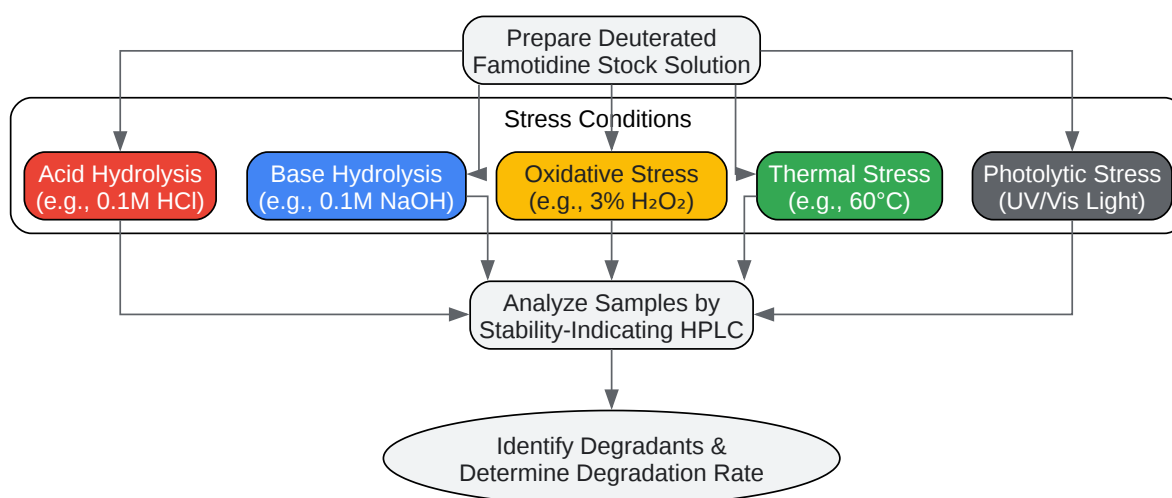 Prepare Deuterated
Famotidine Stock Solution
Stress Conditions
Acid Hydrolysis
(e.g., 0.1M HCl)
Base Hydrolysis
(e.g., 0.1M NaOH)
Oxidative Stress
(e.g., 3% H₂O₂)
Thermal Stress
(e.g., 60°C)
Photolytic Stress
(UV/Vis Light)
Analyze Samples by
Stability-Indicating HPLC
Identify Degradants &
Determine Degradation Rate